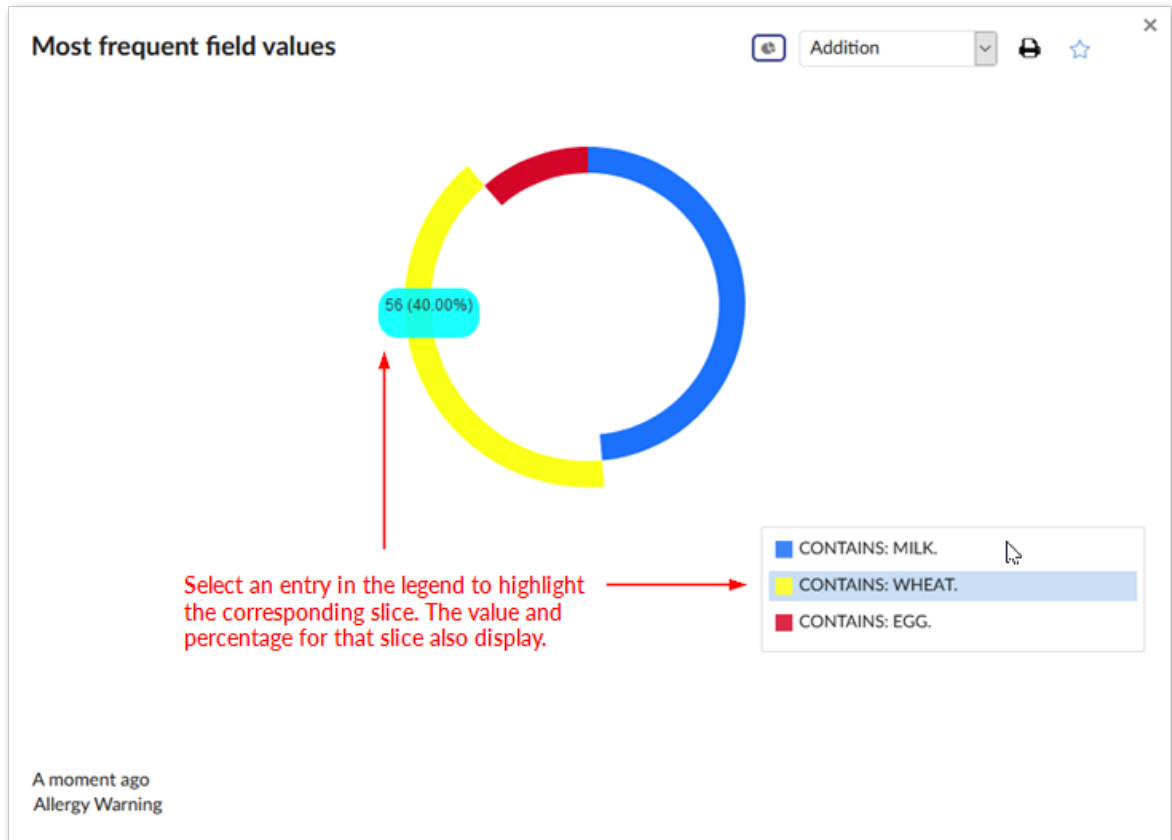 Most frequent field values
Addition
56 (40.00%)
CONTAINS: MILK.
CONTAINS: WHEAT.
CONTAINS: EGG.
Select an entry in the legend to highlight
the corresponding slice. The value and
percentage for that slice also display.
A moment ago
Allergy Warning